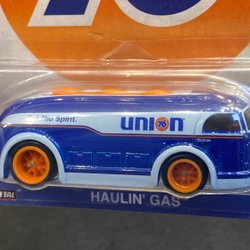 76
The Spirit.
union
76
METAL
HAULIN' GAS